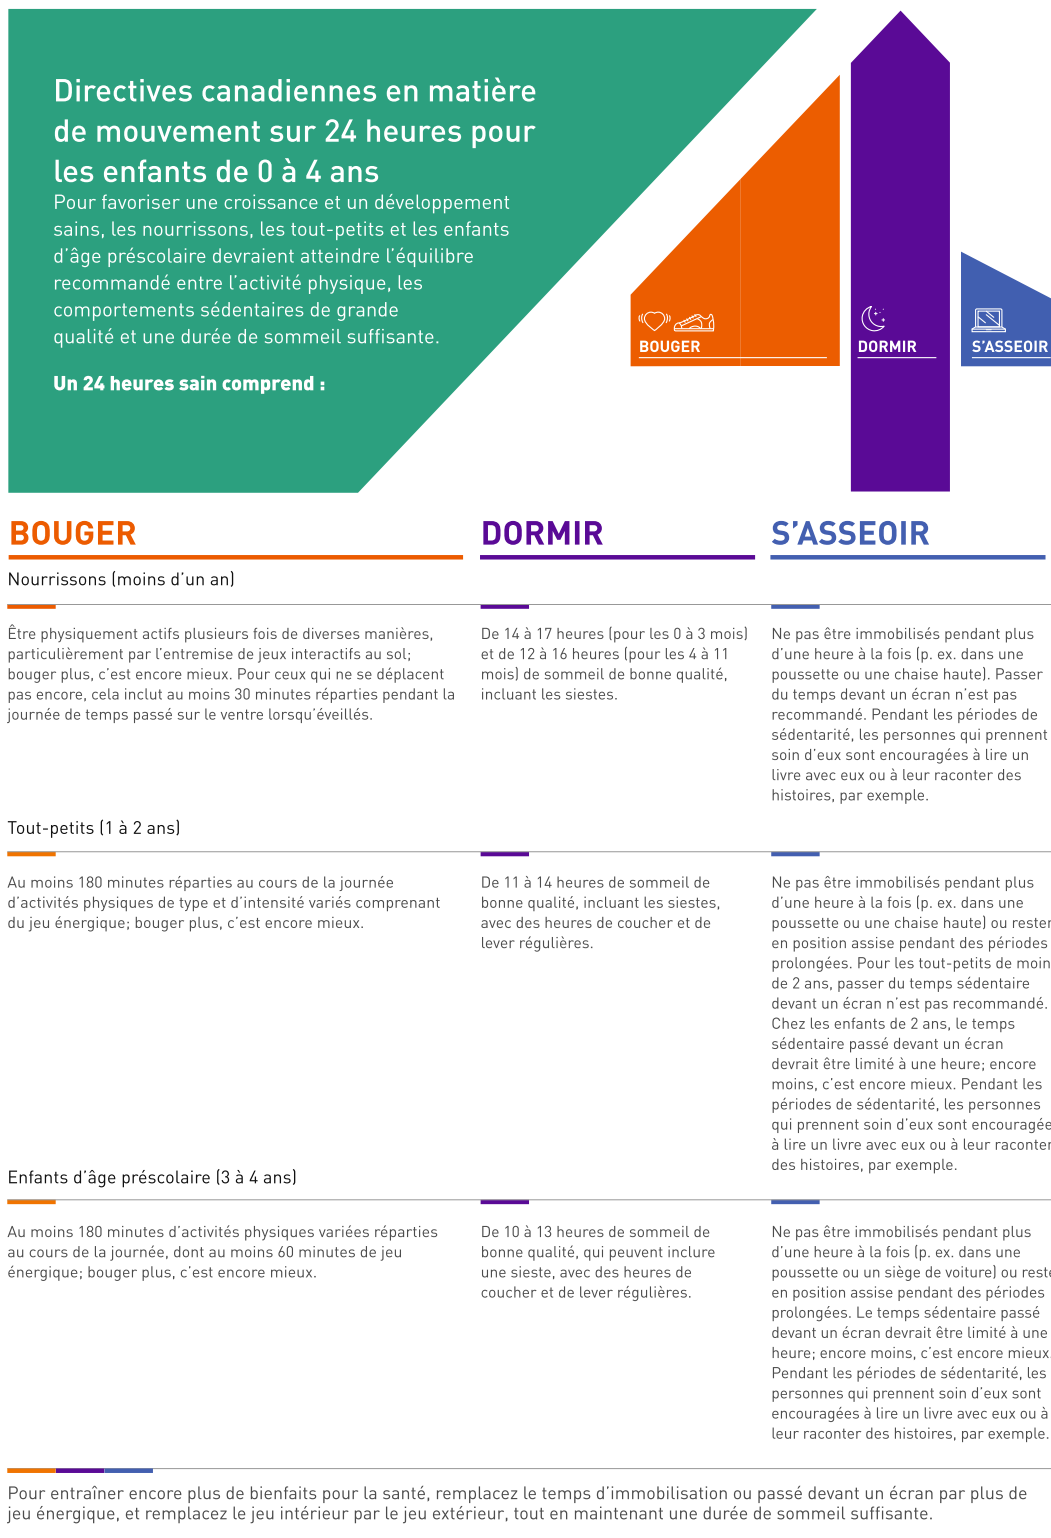 Directives canadiennes en matière
de mouvement sur 24 heures pour
les enfants de 0 à 4 ans
Pour favoriser une croissance et un développement
sains, les nourrissons, les tout-petits et les enfants
d’âge préscolaire devraient atteindre l’équilibre
recommandé entre l’activité physique, les
comportements sédentaires de grande
qualité et une durée de sommeil suffisante.
Un 24 heures sain comprend :
BOUGER
DORMIR
S’ASSEOIR
BOUGER
DORMIR
S’ASSEOIR
Nourrissons (moins d’un an)
Être physiquement actifs plusieurs fois de diverses manières,
particulièrement par l’entremise de jeux interactifs au sol;
bouger plus, c’est encore mieux. Pour ceux qui ne se déplacent
pas encore, cela inclut au moins 30 minutes réparties pendant la
journée de temps passé sur le ventre lorsqu’éveillés.
De 14 à 17 heures (pour les 0 à 3 mois)
et de 12 à 16 heures (pour les 4 à 11
mois) de sommeil de bonne qualité,
incluant les siestes.
Ne pas être immobilisés pendant plus
d’une heure à la fois (p. ex. dans une
poussette ou une chaise haute). Passer
du temps devant un écran n’est pas
recommandé. Pendant les périodes de
sédentarité, les personnes qui prennent
soin d’eux sont encouragées à lire un
livre avec eux ou à leur raconter des
histoires, par exemple.
Tout-petits (1 à 2 ans)
Au moins 180 minutes réparties au cours de la journée
d’activités physiques de type et d’intensité variés comprenant
du jeu énergique; bouger plus, c’est encore mieux.
De 11 à 14 heures de sommeil de
bonne qualité, incluant les siestes,
avec des heures de coucher et de
lever régulières.
Ne pas être immobilisés pendant plus
d’une heure à la fois (p. ex. dans une
poussette ou une chaise haute) ou rester
en position assise pendant des périodes
prolongées. Pour les tout-petits de moin
de 2 ans, passer du temps sédentaire
devant un écran n’est pas recommandé.
Chez les enfants de 2 ans, le temps
sédentaire passé devant un écran
devrait être limité à une heure; encore
moins, c’est encore mieux. Pendant les
périodes de sédentarité, les personnes
qui prennent soin d’eux sont encouragée
à lire un livre avec eux ou à leur raconter
des histoires, par exemple.
Enfants d’âge préscolaire (3 à 4 ans)
Au moins 180 minutes d’activités physiques variées réparties
au cours de la journée, dont au moins 60 minutes de jeu
énergique; bouger plus, c’est encore mieux.
De 10 à 13 heures de sommeil de
bonne qualité, qui peuvent inclure
une sieste, avec des heures de
coucher et de lever régulières.
Ne pas être immobilisés pendant plus
d’une heure à la fois (p. ex. dans une
poussette ou un siège de voiture) ou reste
en position assise pendant des périodes
prolongées. Le temps sédentaire passé
devant un écran devrait être limité à une
heure; encore moins, c’est encore mieux
Pendant les périodes de sédentarité, les
personnes qui prennent soin d’eux sont
encouragées à lire un livre avec eux ou à
leur raconter des histoires, par exemple.
Pour entraîner encore plus de bienfaits pour la santé, remplacez le temps d’immobilisation ou passé devant un écran par plus de
jeu énergique, et remplacez le jeu intérieur par le jeu extérieur, tout en maintenant une durée de sommeil suffisante.